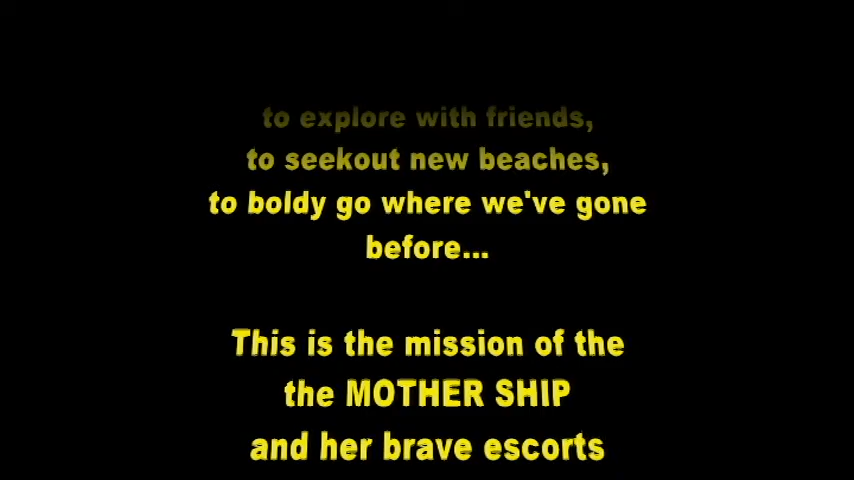 to explore with friends,
to seekout new beaches,
to boldy go where we've gone
before...
This is the mission of the
the MOTHER SHIP
and her brave escorts